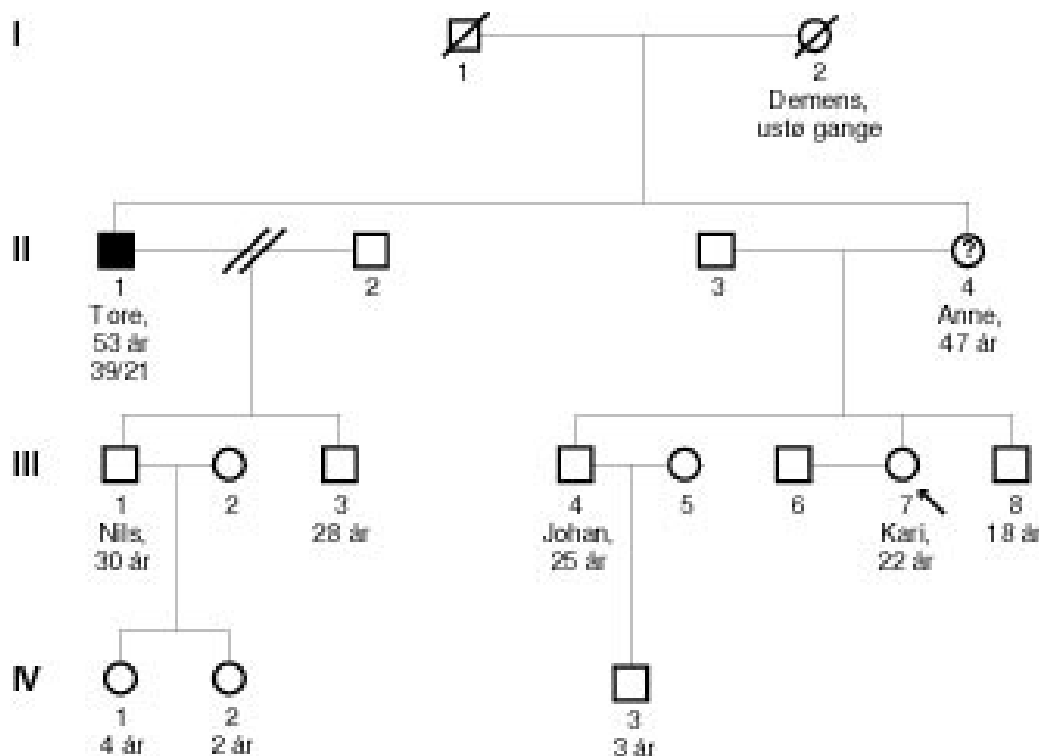 I
1
2
Demens,
ustø gange
II
1
Tore,
53 år
39/21
2
3
?
4
Anne,
47 år
III
1
Nils,
30 år
2
3
28 år
4
Johan,
25 år
5
6
7
Kari,
22 år
8
18 år
IV
1
4 år
2
2 år
3
3 år